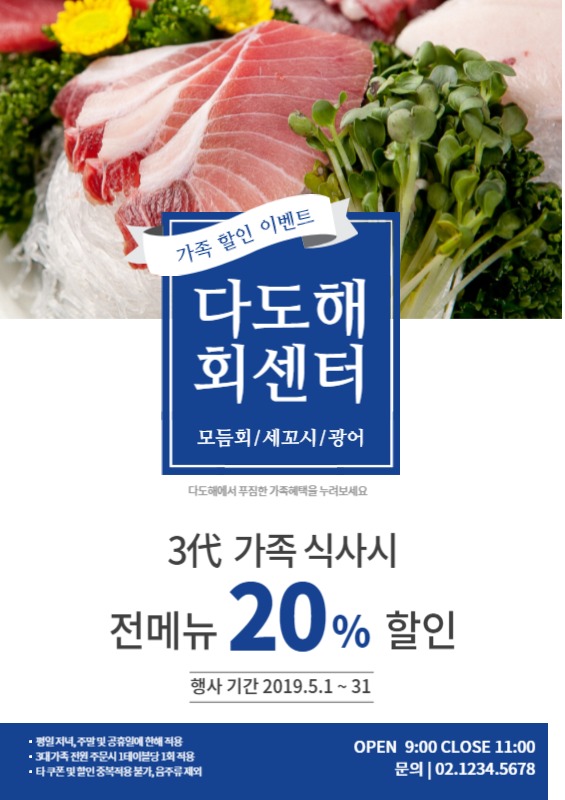 가족 할인 이벤트
다도해
회센터
모듬회/세꼬시/광어
다도해에서 푸짐한 가족혜택을 누려보세요
3代 가족 식사시
전메뉴 20% 할인
행사 기간 2019.5.1 ~ 31
• 평일 저녁, 주말 및 공휴일에 한해 적용
• 3대가족 전원 주문시 1테이블당 1회 적용
• 타 쿠폰 및 할인 중복적용 불가, 음주류 제외
OPEN 9:00 CLOSE 11:00
문의 | 02.1234.5678